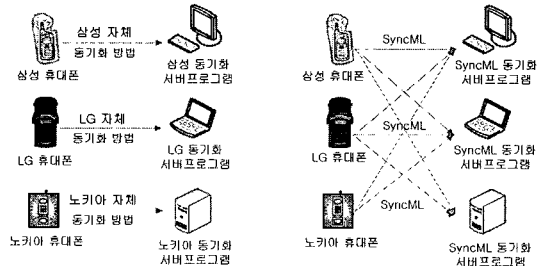 삼성 자체
동기화 방법
삼성 휴대폰
삼성 동기화
서버프로그램
LG 자체
동기화 방법
LG 휴대폰
LG 동기화
서버프로그램
노키아 자체
동기화 방법
노키아 휴대폰
노키아 동기화
서버프로그램
SyncML
삼성 휴대폰
SyncML 동기화
서버프로그램
SyncML
LG 휴대폰
SyncML 동기화
서버프로그램
SyncML
노키아 휴대폰
SyncML 동기화
서버프로그램